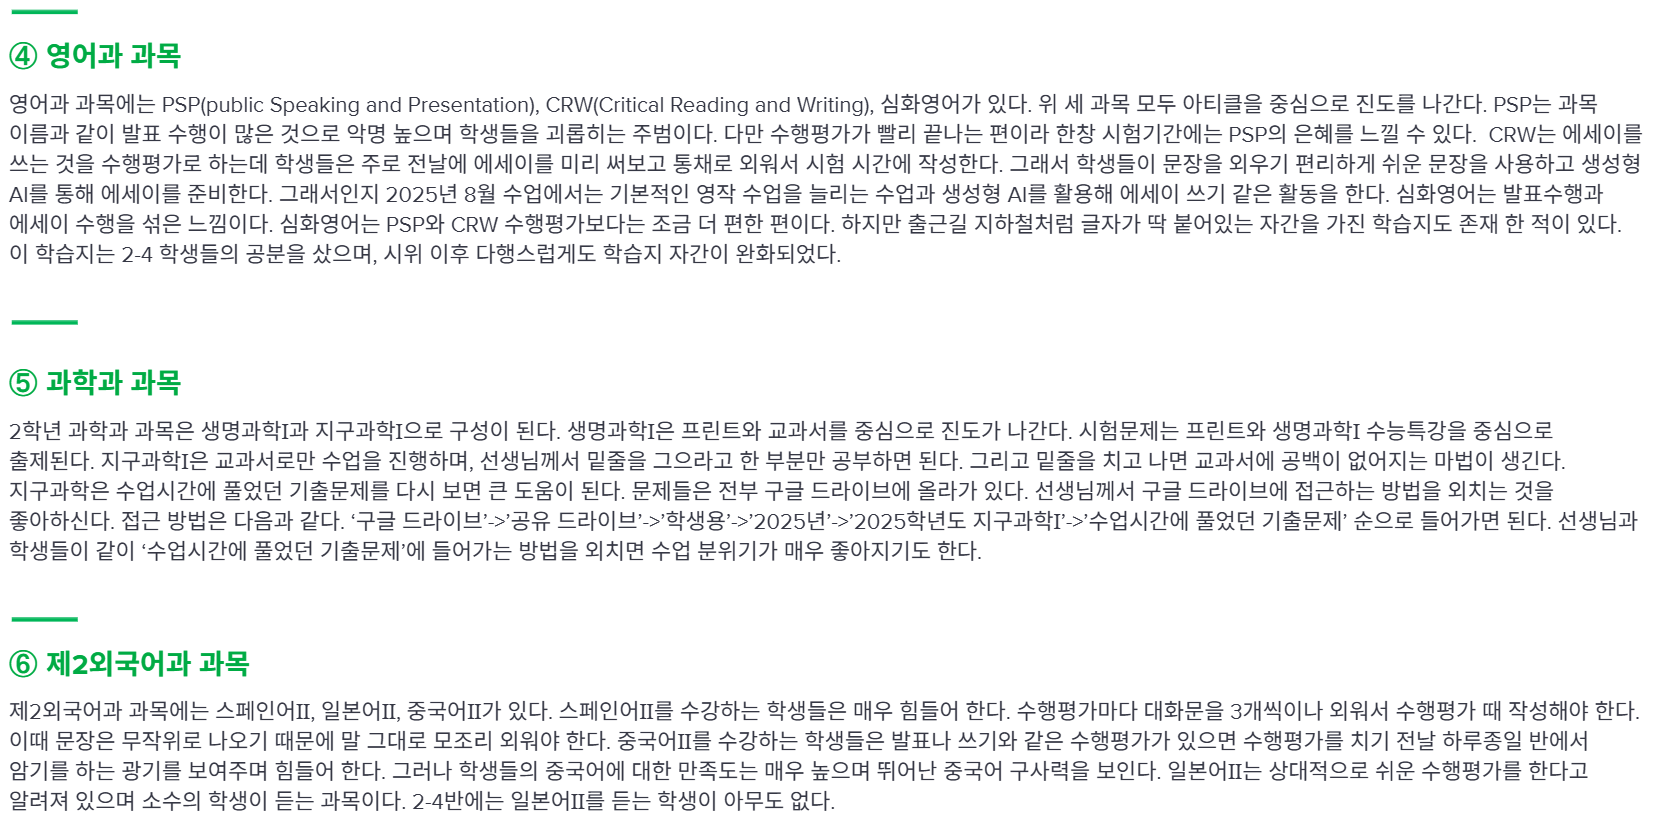 ④ 영어과 과목
영어과 과목에는 PSP(public Speaking and Presentation), CRW(Critical Reading and Writing), 심화영어가 있다. 위 세 과목 모두 아티클을 중심으로 진도를 나간다. PSP는 과목
이름과 같이 발표 수행이 많은 것으로 악명 높으며 학생들을 괴롭히는 주범이다. 다만 수행평가가 빨리 끝나는 편이라 한창 시험기간에는 PSP의 은혜를 느낄 수 있다.  CRW는 에세이를
쓰는 것을 수행평가로 하는데 학생들은 주로 전날에 에세이를 미리 써보고 통채로 외워서 시험 시간에 작성한다. 그래서 학생들이 문장을 외우기 편리하게 쉬운 문장을 사용하고 생성형
AI를 통해 에세이를 준비한다. 그래서인지 2025년 8월 수업에서는 기본적인 영작 수업을 늘리는 수업과 생성형 AI를 활용해 에세이 쓰기 같은 활동을 한다. 심화영어는 발표수행과
에세이 수행을 섞은 느낌이다. 심화영어는 PSP와 CRW 수행평가보다는 조금 더 편한 편이다. 하지만 출근길 지하철처럼 글자가 딱 붙어있는 자간을 가진 학습지도 존재 한 적이 있다.
이 학습지는 2-4 학생들의 공분을 샀으며, 시위 이후 다행스럽게도 학습지 자간이 완화되었다.
⑤ 과학과 과목
2학년 과학과 과목은 생명과학I과 지구과학I으로 구성이 된다. 생명과학I은 프린트와 교과서를 중심으로 진도가 나간다. 시험문제는 프린트와 생명과학I 수능특강을 중심으로
출제된다. 지구과학I은 교과서로만 수업을 진행하며, 선생님께서 밑줄을 그으라고 한 부분만 공부하면 된다. 그리고 밑줄을 치고 나면 교과서에 공백이 없어지는 마법이 생긴다.
지구과학은 수업시간에 풀었던 기출문제를 다시 보면 큰 도움이 된다. 문제들은 전부 구글 드라이브에 올라가 있다. 선생님께서 구글 드라이브에 접근하는 방법을 외치는 것을
좋아하신다. 접근 방법은 다음과 같다. ‘구글 드라이브’->’공유 드라이브’->’학생용’->’2025년’->’2025학년도 지구과학I’->’수업시간에 풀었던 기출문제’ 순으로 들어가면 된다. 선생님과
학생들이 같이 ‘수업시간에 풀었던 기출문제’에 들어가는 방법을 외치면 수업 분위기가 매우 좋아지기도 한다.
⑥ 제2외국어과 과목
제2외국어과 과목에는 스페인어II, 일본어II, 중국어II가 있다. 스페인어II를 수강하는 학생들은 매우 힘들어 한다. 수행평가마다 대화문을 3개씩이나 외워서 수행평가 때 작성해야 한다.
이때 문장은 무작위로 나오기 때문에 말 그대로 모조리 외워야 한다. 중국어II를 수강하는 학생들은 발표나 쓰기와 같은 수행평가가 있으면 수행평가를 치기 전날 하루종일 반에서
암기를 하는 광기를 보여주며 힘들어 한다. 그러나 학생들의 중국어에 대한 만족도는 매우 높으며 뛰어난 중국어 구사력을 보인다. 일본어II는 상대적으로 쉬운 수행평가를 한다고
알려져 있으며 소수의 학생이 듣는 과목이다. 2-4반에는 일본어II를 듣는 학생이 아무도 없다.